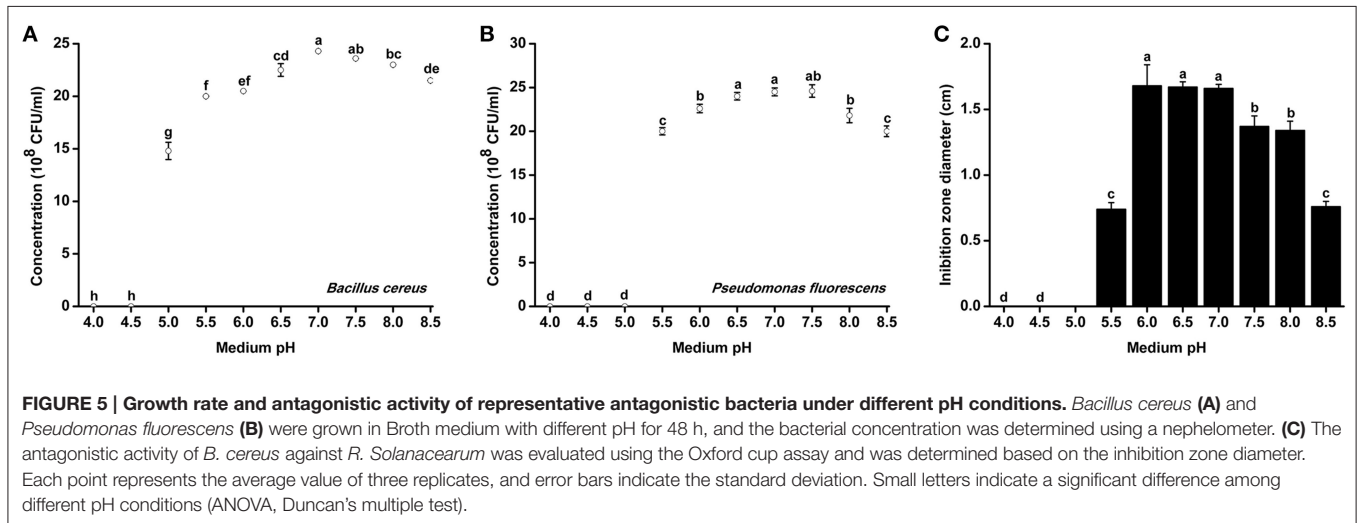 A
Concentration (10⁸ CFU/ml)
25
20
15
10
5
0
h
h
g
f
ef
cd
a
ab
bc
de
Bacillus cereus
4.0 4.5 5.0 5.5 6.0 6.5 7.0 7.5 8.0 8.5
Medium pH
B
Concentration (10⁸ CFU/ml)
30
25
20
15
10
5
0
d
d
d
c
b
a
a
ab
b
c
Pseudomonas fluorescens
4.0 4.5 5.0 5.5 6.0 6.5 7.0 7.5 8.0 8.5
Medium pH
C
Inibition zone diameter (cm)
2.0
1.5
1.0
0.5
0.0
d
d
c
a
a
a
b
b
c
4.0 4.5 5.0 5.5 6.0 6.5 7.0 7.5 8.0 8.5
Medium pH
FIGURE 5 | Growth rate and antagonistic activity of representative antagonistic bacteria under different pH conditions. Bacillus cereus (A) and
Pseudomonas fluorescens (B) were grown in Broth medium with different pH for 48 h, and the bacterial concentration was determined using a nephelometer. (C) The
antagonistic activity of B. cereus against R. Solanacearum was evaluated using the Oxford cup assay and was determined based on the inhibition zone diameter.
Each point represents the average value of three replicates, and error bars indicate the standard deviation. Small letters indicate a significant difference among
different pH conditions (ANOVA, Duncan's multiple test).